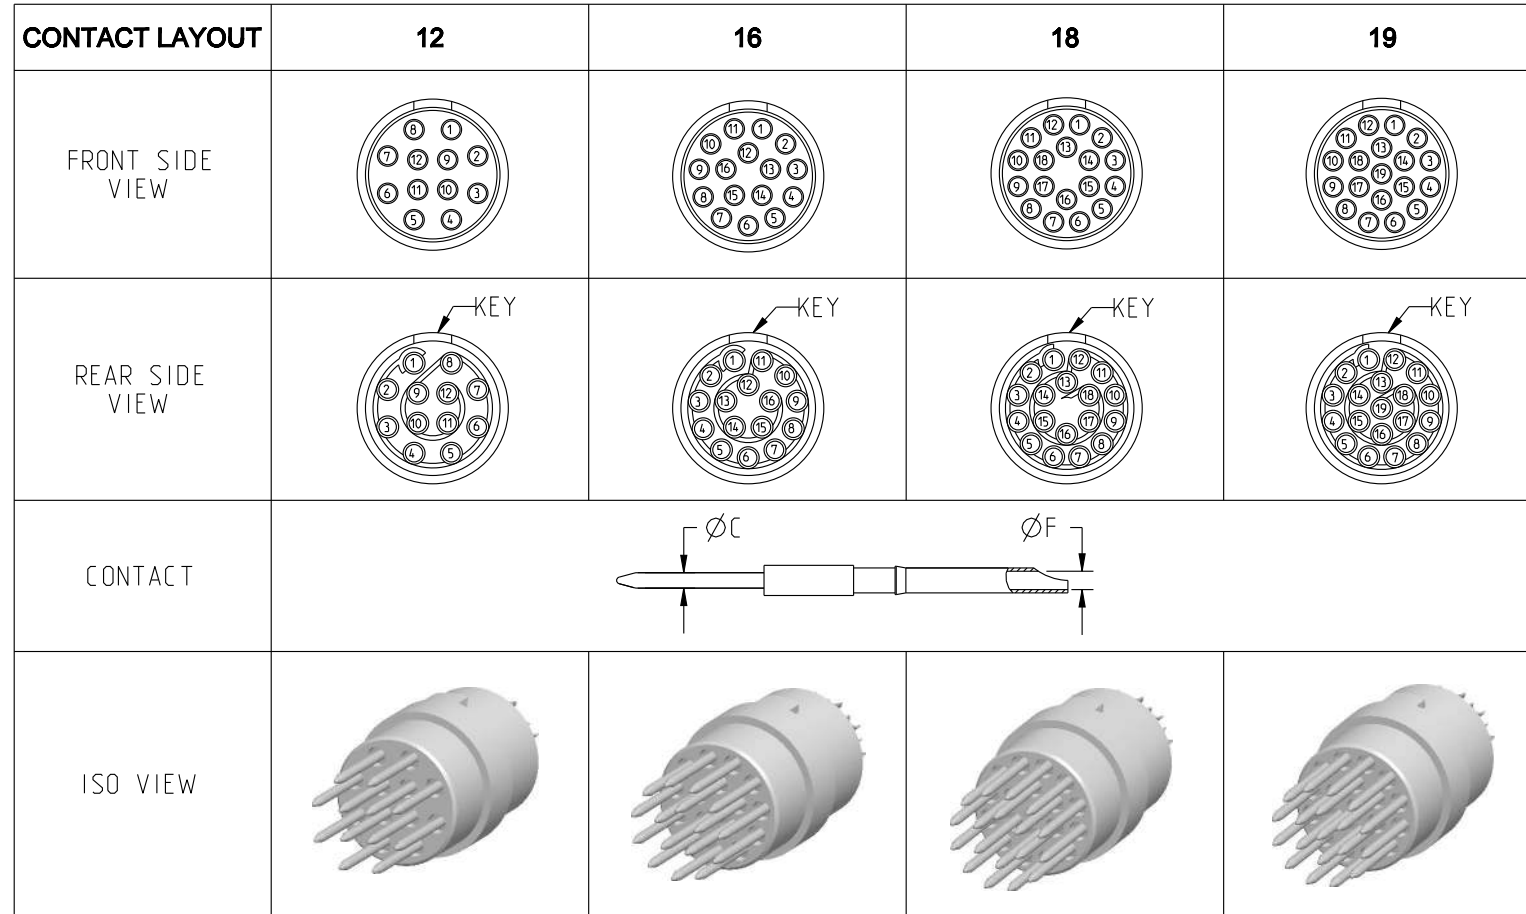 CONTACT LAYOUT 12 16 18 19
FRONT SIDE
VIEW
8 1
7 12 9 2
6 11 10 3
5 4
11 1
10 12 2
9 16 13 3
8 15 14 4
7 6 5
12 1
11 13 2
10 18 14 3
9 17 15 4
8 16 5
7 6
12 1
11 13 2
10 18 14 3
19
9 17 15 4
8 16 5
7 6
REAR SIDE
VIEW
KEY
1 8
2 9 12 7
3 10 11 6
4 5
KEY
1 11
2 12 10
3 13 16 9
4 14 15 8
5 6 7
KEY
1 12
2 13 11
3 14 18 10
4 15 17 9
5 16 8
6 7
KEY
1 12
2 13 11
3 14 18 10
19
4 15 17 9
5 16 8
6 7
CONTACT
ØC ØF
ISO VIEW